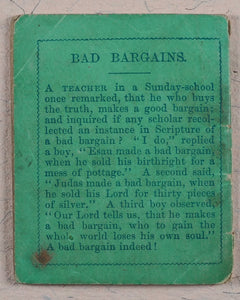 BAD BARGAINS.
A TEACHER in a Sunday-school
once remarked, that he who buys
the truth, makes a good bargain;
and inquired if any scholar recol-
lected an instance in Scripture of
a bad bargain? "I do," replied
a boy, "Esau made a bad bargain,
when he sold his birthright for a
mess of pottage." A second said,
"Judas made a bad bargain, when
he sold his Lord for thirty pieces
of silver." A third boy observed,
"Our Lord tells us, that he makes
a bad bargain, who to gain the
whole world loses his own soul."
A bad bargain indeed!